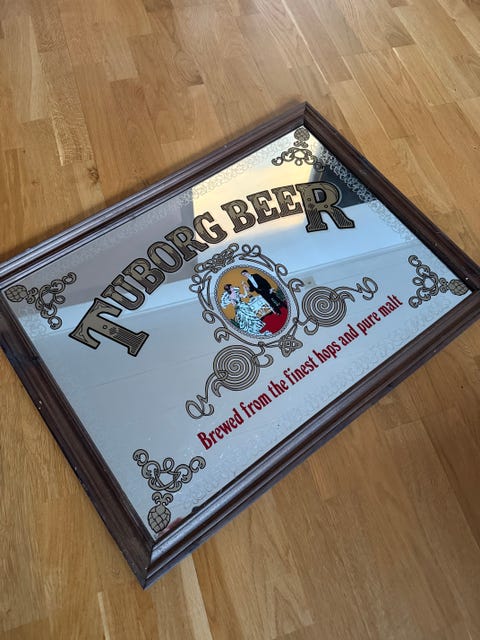 TUBORG BEER
Brewed from the finest hops and pure malt